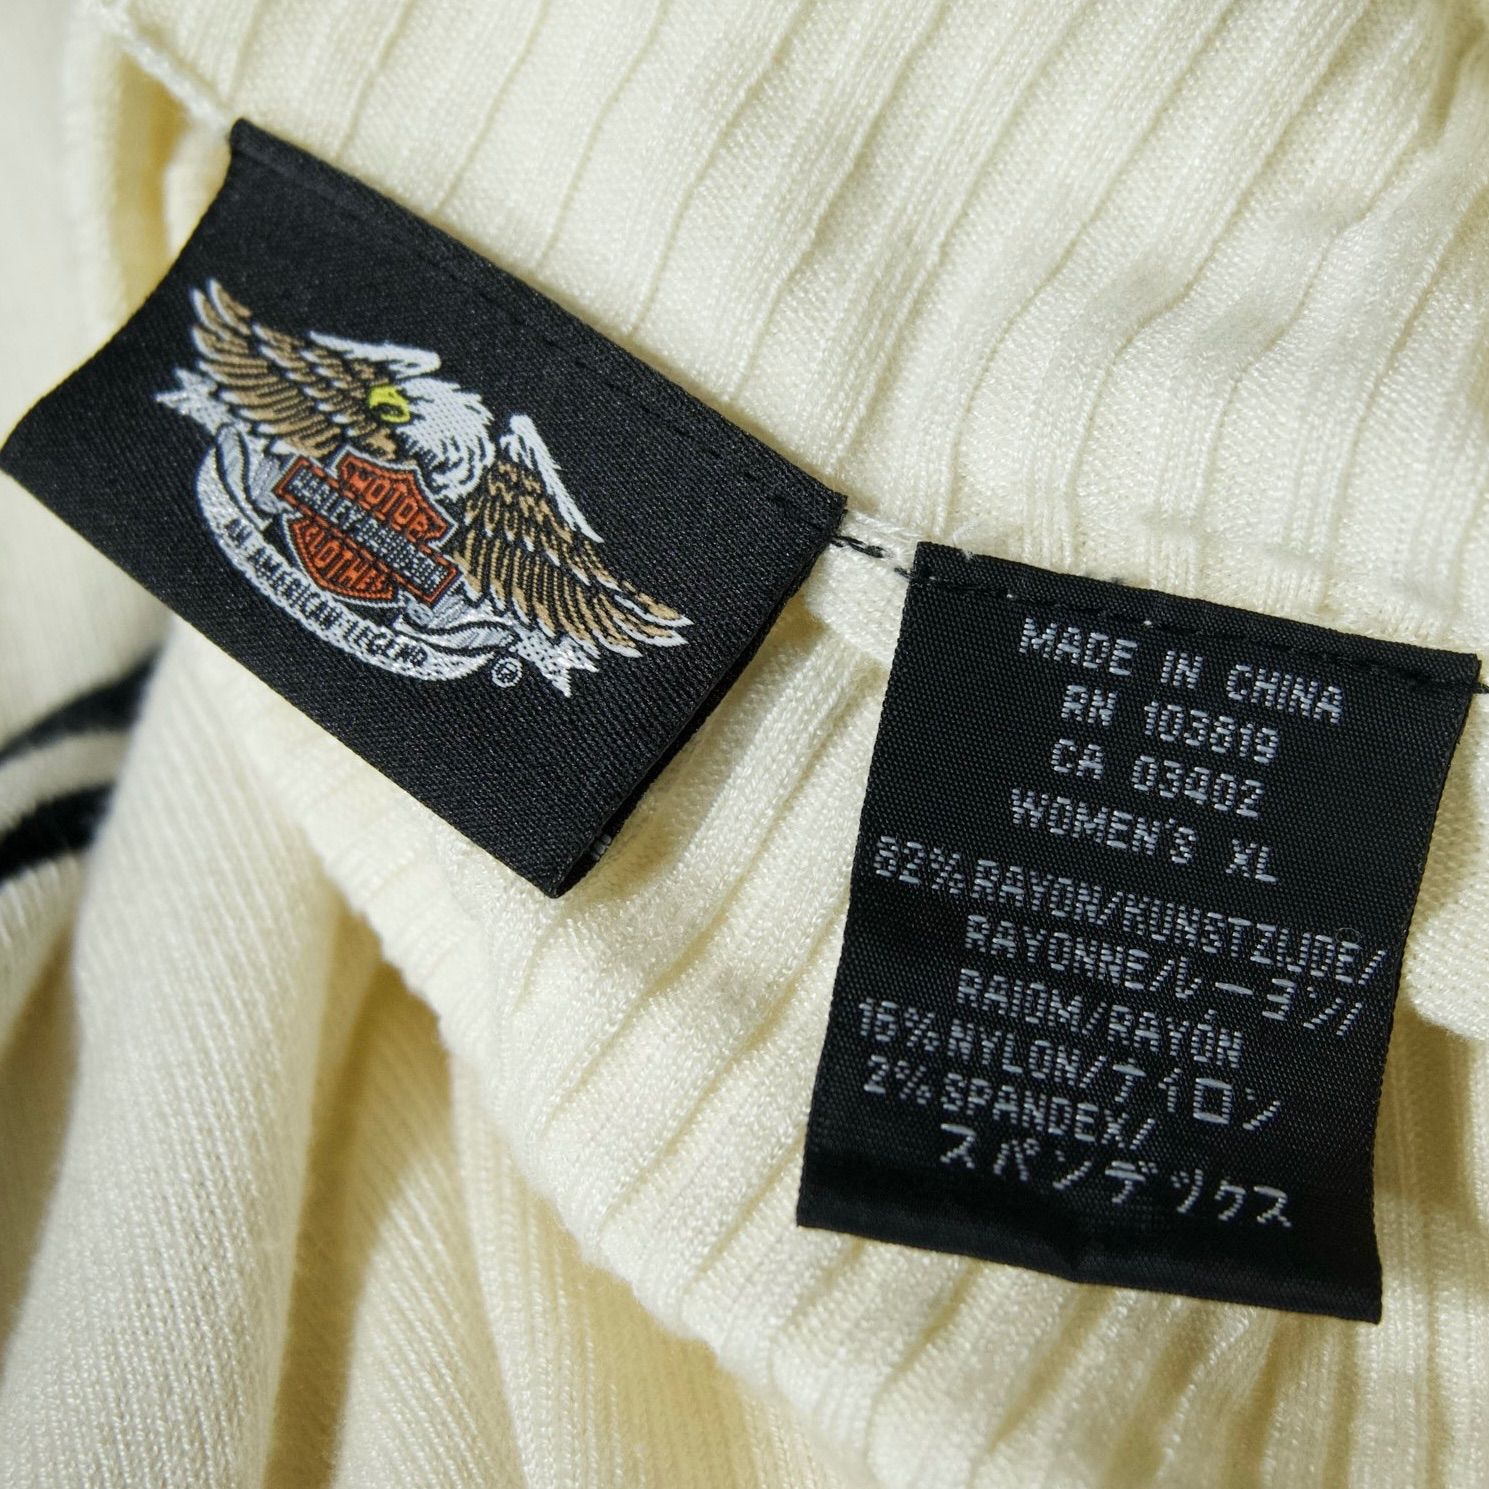 MOTOR
HARLEY-DAVIDSON
CLOTHES
AN AMERICAN LEGEND
®
MADE IN CHINA
RN 103819
CA 03402
WOMEN'S XL
82%RAYON/KUNSTZIJDE/
RAYONNE/レーヨン/
RAIOM/RAYON
16%NYLON/ナイロン
2%SPANDEX/
スパンデックス